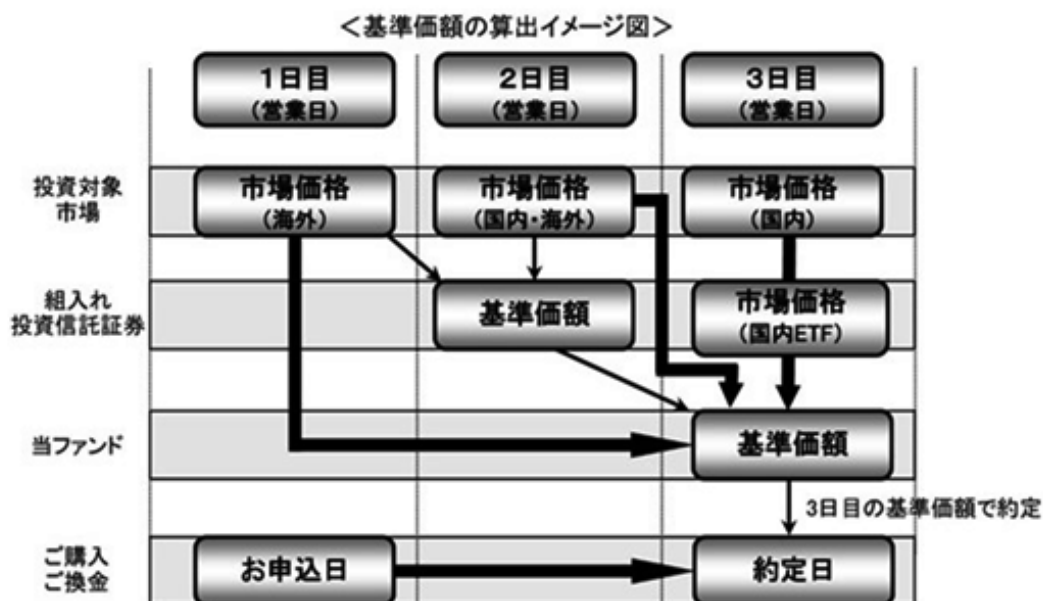 ＜基準価額の算出イメージ図＞
1日目
（営業日）
2日目
（営業日）
3日目
（営業日）
投資対象
市場
市場価格
（海外）
市場価格
（国内・海外）
市場価格
（国内）
組入れ
投資信託証券
基準価額
市場価格
（国内ETF）
当ファンド
基準価額
3日目の基準価額で約定
ご購入
ご換金
お申込日
約定日